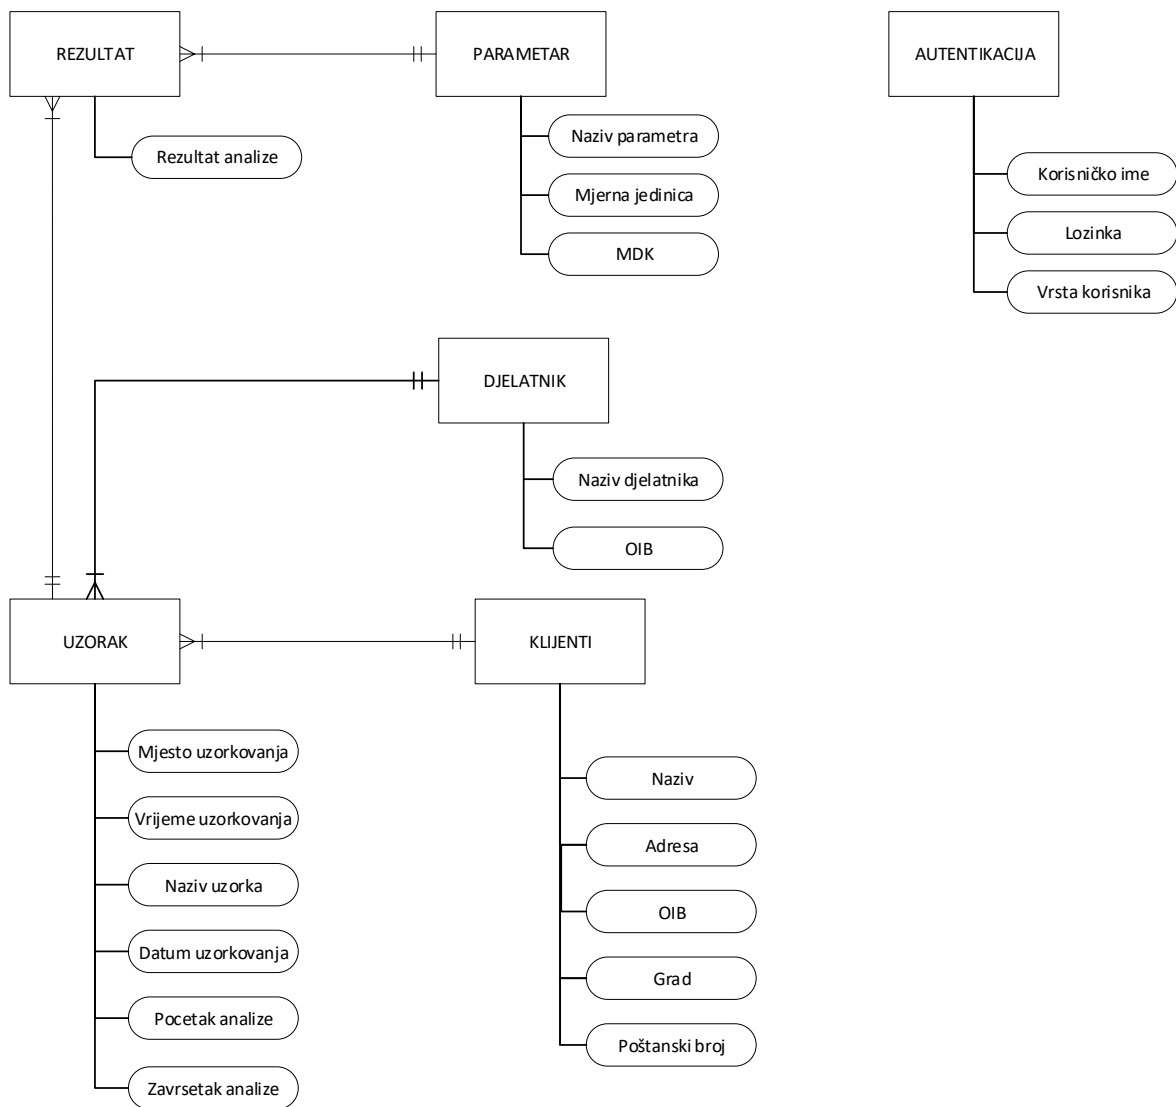 REZULTAT
PARAMETAR
AUTENTIKACIJA
Rezultat analize
Naziv parametra
Mjerna jedinica
MDK
Korisničko ime
Lozinka
Vrsta korisnika
DJELATNIK
Naziv djelatnika
OIB
UZORAK
KLIJENTI
Mjesto uzorkovanja
Vrijeme uzorkovanja
Naziv uzorka
Datum uzorkovanja
Pocetak analize
Zavrsetak analize
Naziv
Adresa
OIB
Grad
Poštanski broj